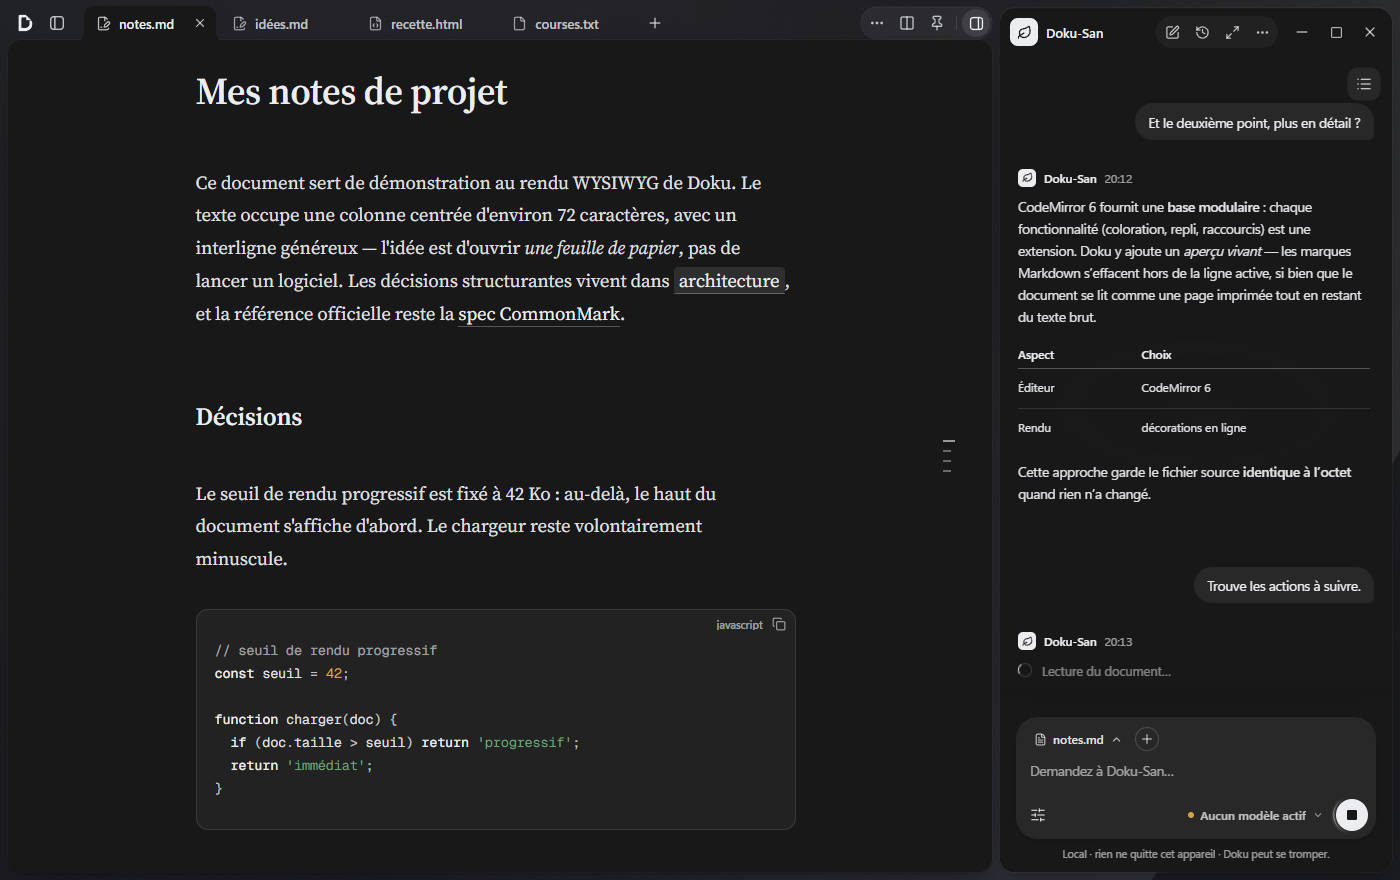 notes.md
idées.md
recette.html
courses.txt
Mes notes de projet
Ce document sert de démonstration au rendu WYSIWYG de Doku. Le
texte occupe une colonne centrée d'environ 72 caractères, avec un
interligne généreux — l'idée est d'ouvrir une feuille de papier, pas de
lancer un logiciel. Les décisions structurantes vivent dans architecture ,
et la référence officielle reste la spec CommonMark.
Décisions
Le seuil de rendu progressif est fixé à 42 Ko : au-delà, le haut du
document s'affiche d'abord. Le chargeur reste volontairement
minuscule.
javascript
// seuil de rendu progressif
const seuil = 42;
function charger(doc) {
  if (doc.taille > seuil) return 'progressif';
  return 'immédiat';
}
Doku-San
Et le deuxième point, plus en détail ?
Doku-San 20:12
CodeMirror 6 fournit une base modulaire : chaque
fonctionnalité (coloration, repli, raccourcis) est une
extension. Doku y ajoute un aperçu vivant — les marques
Markdown s’effacent hors de la ligne active, si bien que le
document se lit comme une page imprimée tout en restant
du texte brut.
Aspect Choix
Éditeur CodeMirror 6
Rendu décorations en ligne
Cette approche garde le fichier source identique à l’octet
quand rien n’a changé.
Trouve les actions à suivre.
Doku-San 20:13
Lecture du document...
notes.md
Demandez à Doku-San...
Aucun modèle actif
Local · rien ne quitte cet appareil · Doku peut se tromper.